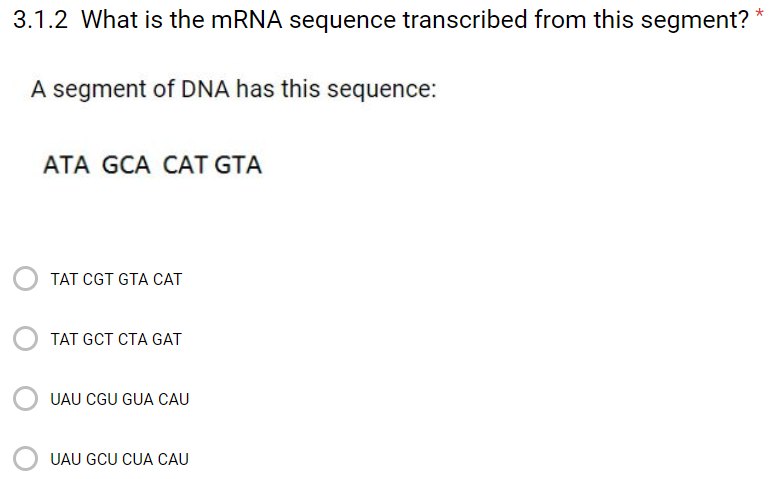 3.1.2 What is the mRNA sequence transcribed from this segment? *
A segment of DNA has this sequence:
ATA GCA CAT GTA
TAT CGT GTA CAT
TAT GCT CTA GAT
UAU CGU GUA CAU
UAU GCU CUA CAU